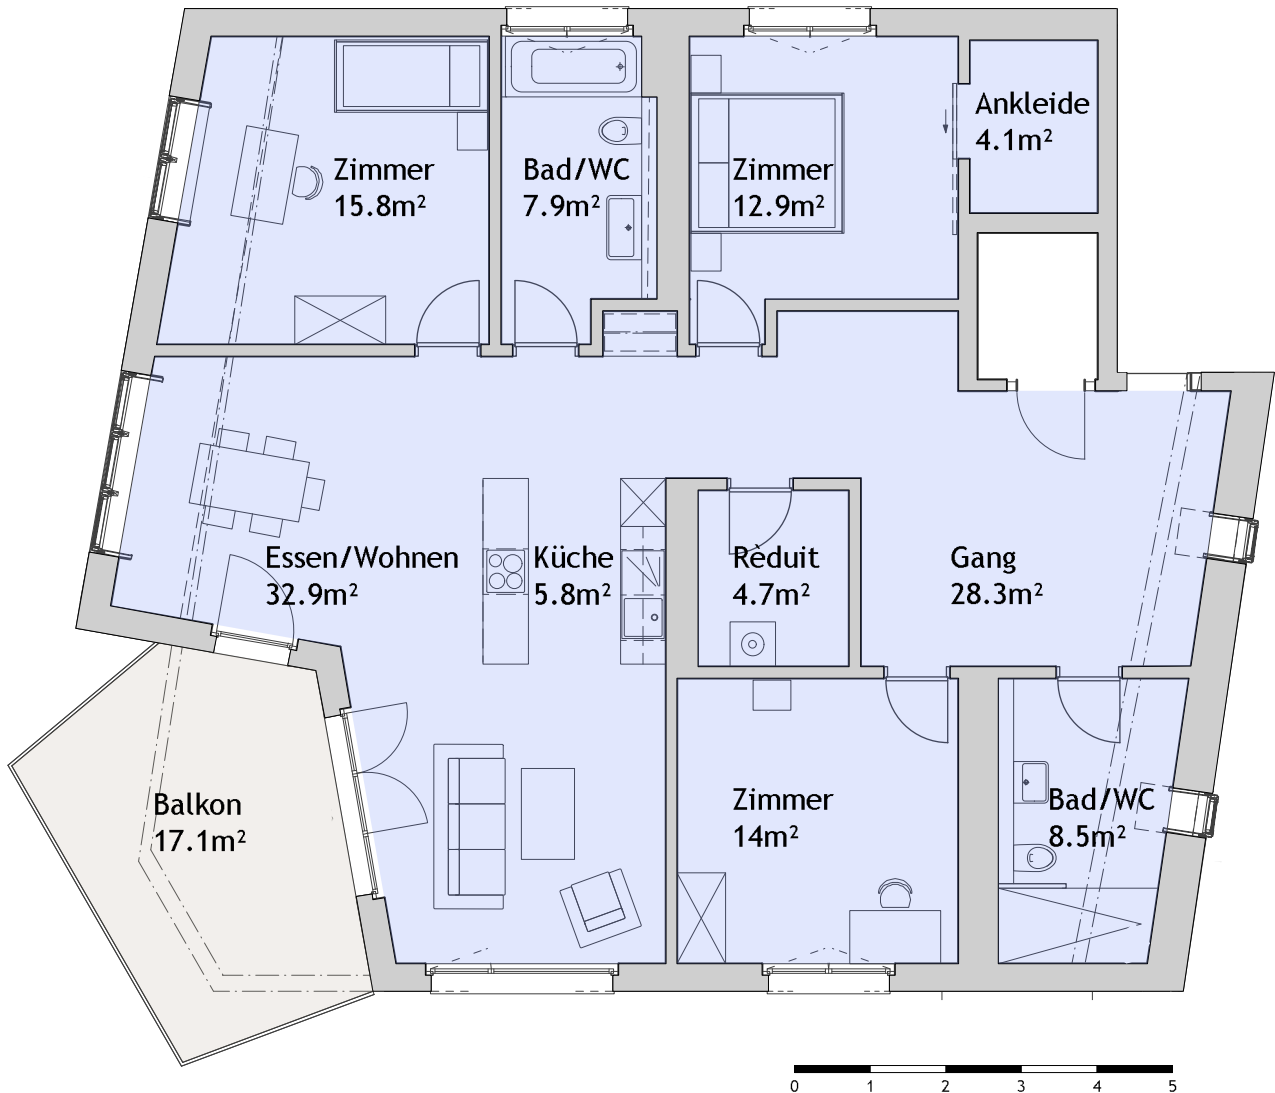 Ankleide
4.1m²
Zimmer
15.8m²
Bad/WC
7.9m²
Zimmer
12.9m²
Essen/Wohnen
32.9m²
Küche
5.8m²
Réduit
4.7m²
Gang
28.3m²
Balkon
17.1m²
Zimmer
14m²
Bad/WC
8.5m²
0 1 2 3 4 5